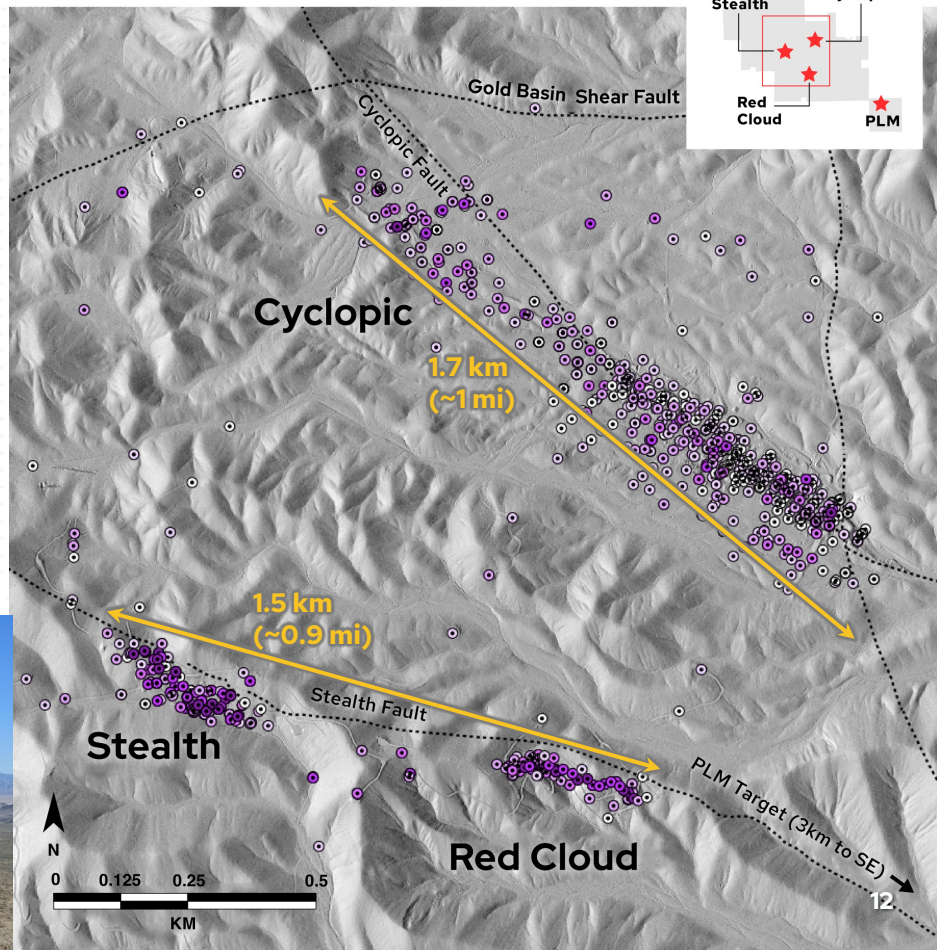 Stealth
Red
Cloud
PLM
Gold Basin Shear Fault
Cyclopic Fault
Cyclopic
1.7 km
(~1 mi)
1.5 km
(~0.9 mi)
Stealth Fault
Stealth
PLM Target (3km to SE)
Red Cloud
N
0 0.125 0.25 0.5
KM
12